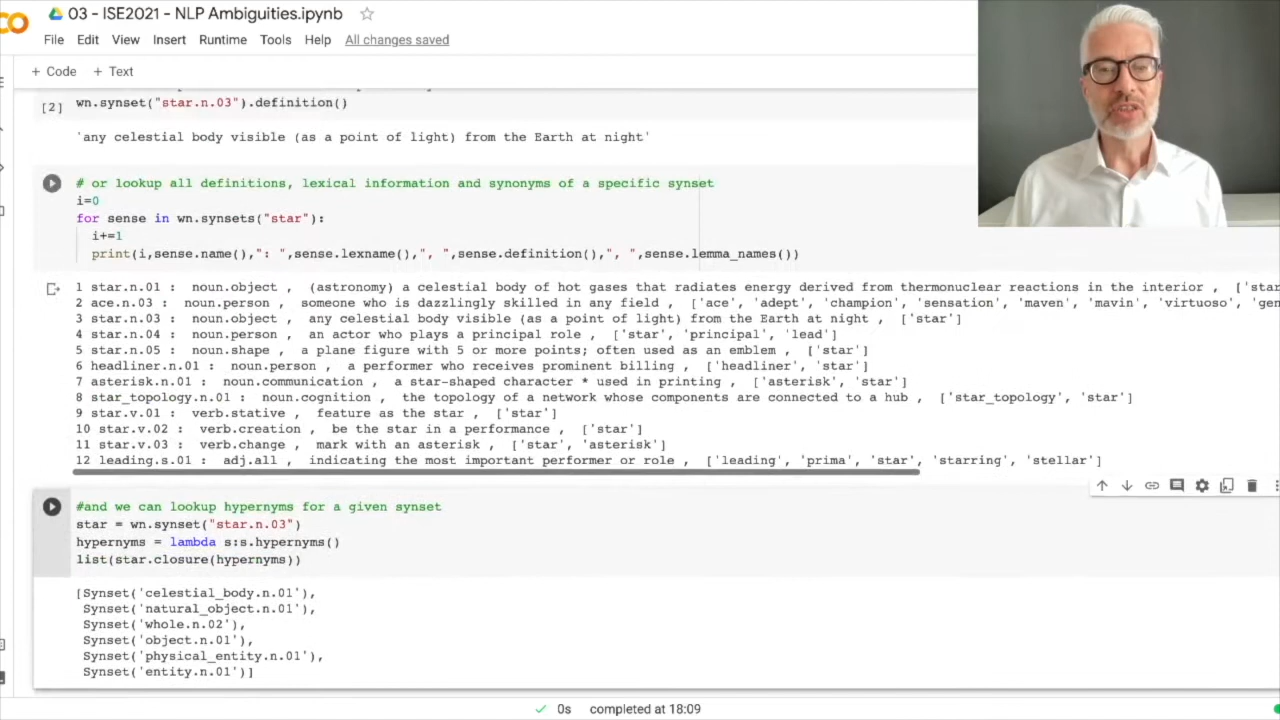 03 - ISE2021 - NLP Ambiguities.ipynb
File Edit View Insert Runtime Tools Help All changes saved
+ Code + Text
[2] wn.synset("star.n.03").definition()
'any celestial body visible (as a point of light) from the Earth at night'
# or lookup all definitions, lexical information and synonyms of a specific synset
i=0
for sense in wn.synsets("star"):
i+=1
print(i,sense.name(),": ",sense.lexname(),", ",sense.definition(),", ",sense.lemma_names())
1 star.n.01 : noun.object , (astronomy) a celestial body of hot gases that radiates energy derived from thermonuclear reactions in the interior , ['star
2 ace.n.03 : noun.person , someone who is dazzlingly skilled in any field , ['ace', 'adept', 'champion', 'sensation', 'maven', 'mavin', 'virtuoso', 'gen
3 star.n.03 : noun.object , any celestial body visible (as a point of light) from the Earth at night , ['star']
4 star.n.04 : noun.person , an actor who plays a principal role , ['star', 'principal', 'lead']
5 star.n.05 : noun.shape , a plane figure with 5 or more points; often used as an emblem , ['star']
6 headliner.n.01 : noun.person , a performer who receives prominent billing , ['headliner', 'star']
7 asterisk.n.01 : noun.communication , a star-shaped character * used in printing , ['asterisk', 'star']
8 star_topology.n.01 : noun.cognition , the topology of a network whose components are connected to a hub , ['star_topology', 'star']
9 star.v.01 : verb.stative , feature as the star , ['star']
10 star.v.02 : verb.creation , be the star in a performance , ['star']
11 star.v.03 : verb.change , mark with an asterisk , ['star', 'asterisk']
12 leading.s.01 : adj.all , indicating the most important performer or role , ['leading', 'prima', 'star', 'starring', 'stellar']
#and we can lookup hypernyms for a given synset
star = wn.synset("star.n.03")
hypernyms = lambda s:s.hypernyms()
list(star.closure(hypernyms))
[Synset('celestial_body.n.01'),
Synset('natural_object.n.01'),
Synset('whole.n.02'),
Synset('object.n.01'),
Synset('physical_entity.n.01'),
Synset('entity.n.01')]
0s completed at 18:09